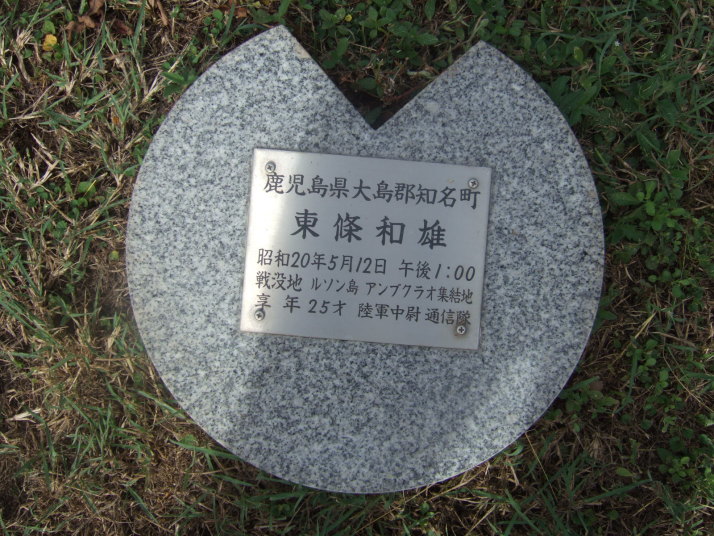 鹿児島県大島郡知名町
東條和雄
昭和20年5月12日 午後1:00
戦没地 ルソン島 アンブクラオ集結地
享年25才 陸軍中尉 通信隊